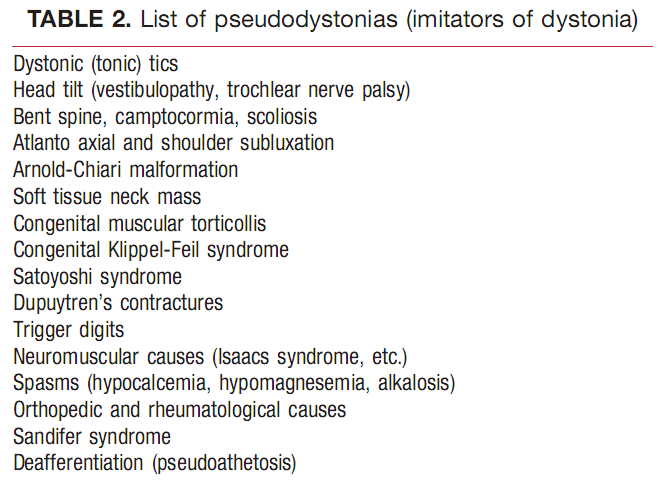 TABLE 2. List of pseudodystonias (imitators of dystonia)
Dystonic (tonic) tics
Head tilt (vestibulopathy, trochlear nerve palsy)
Bent spine, camptocormia, scoliosis
Atlanto axial and shoulder subluxation
Arnold-Chiari malformation
Soft tissue neck mass
Congenital muscular torticollis
Congenital Klippel-Feil syndrome
Satoyoshi syndrome
Dupuytren's contractures
Trigger digits
Neuromuscular causes (Isaacs syndrome, etc.)
Spasms (hypocalcemia, hypomagnesemia, alkalosis)
Orthopedic and rheumatological causes
Sandifer syndrome
Deafferentiation (pseudoathetosis)